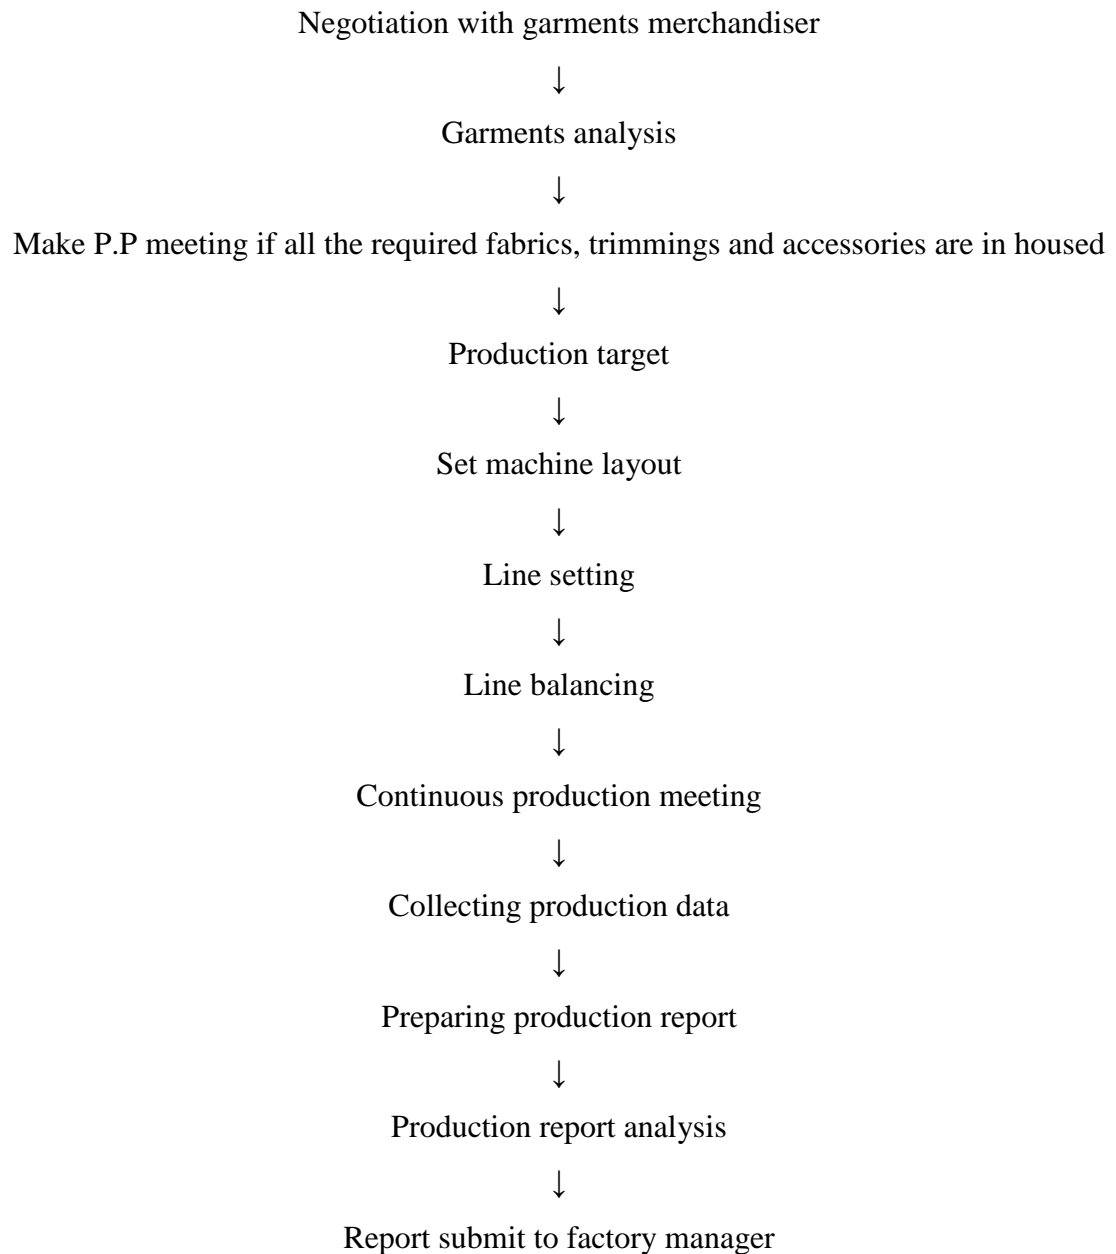 Negotiation with garments merchandiser
↓
Garments analysis
↓
Make P.P meeting if all the required fabrics, trimmings and accessories are in housed
↓
Production target
↓
Set machine layout
↓
Line setting
↓
Line balancing
↓
Continuous production meeting
↓
Collecting production data
↓
Preparing production report
↓
Production report analysis
↓
Report submit to factory manager